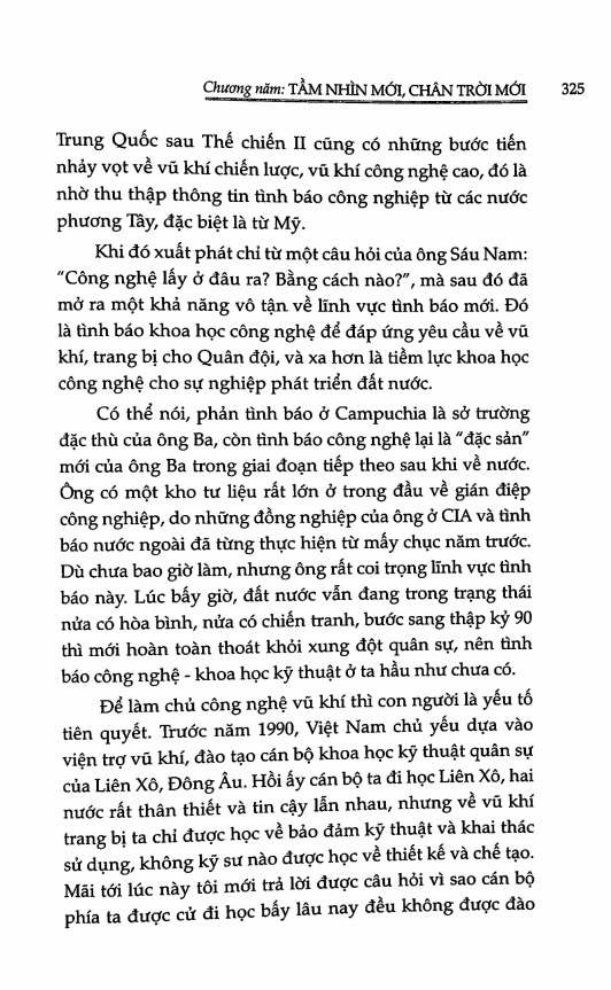 Chương năm: TẦM NHÌN MỚI, CHÂN TRỜI MỚI 325
Trung Quốc sau Thế chiến II cũng có những bước tiến
nhảy vọt về vũ khí chiến lược, vũ khí công nghệ cao, đó là
nhờ thu thập thông tin tình báo công nghiệp từ các nước
phương Tây, đặc biệt là từ Mỹ.
Khi đó xuất phát chỉ từ một câu hỏi của ông Sáu Nam:
“Công nghệ lấy ở đâu ra? Bằng cách nào?”, mà sau đó đã
mở ra một khả năng vô tận về lĩnh vực tình báo mới. Đó
là tình báo khoa học công nghệ để đáp ứng yêu cầu về vũ
khí, trang bị cho Quân đội, và xa hơn là tiềm lực khoa học
công nghệ cho sự nghiệp phát triển đất nước.
Có thể nói, phản tình báo ở Campuchia là sở trường
đặc thù của ông Ba, còn tình báo công nghệ lại là “đặc sản”
mới của ông Ba trong giai đoạn tiếp theo sau khi về nước.
Ông có một kho tư liệu rất lớn ở trong đầu về gián điệp
công nghiệp, do những đồng nghiệp của ông ở CIA và tình
báo nước ngoài đã từng thực hiện từ mấy chục năm trước.
Dù chưa bao giờ làm, nhưng ông rất coi trọng lĩnh vực tình
báo này. Lúc bấy giờ, đất nước vẫn đang trong trạng thái
nửa có hòa bình, nửa có chiến tranh, bước sang thập kỷ 90
thì mới hoàn toàn thoát khỏi xung đột quân sự, nên tình
báo công nghệ - khoa học kỹ thuật ở ta hầu như chưa có.
Để làm chủ công nghệ vũ khí thì con người là yếu tố
tiên quyết. Trước năm 1990, Việt Nam chủ yếu dựa vào
viện trợ vũ khí, đào tạo cán bộ khoa học kỹ thuật quân sự
của Liên Xô, Đông Âu. Hồi ấy cán bộ ta đi học Liên Xô, hai
nước rất thân thiết và tin cậy lẫn nhau, nhưng về vũ khí
trang bị ta chỉ được học về bảo đảm kỹ thuật và khai thác
sử dụng, không kỹ sư nào được học về thiết kế và chế tạo.
Mãi tới lúc này tôi mới trả lời được câu hỏi vì sao cán bộ
phía ta được cử đi học bấy lâu nay đều không được đào